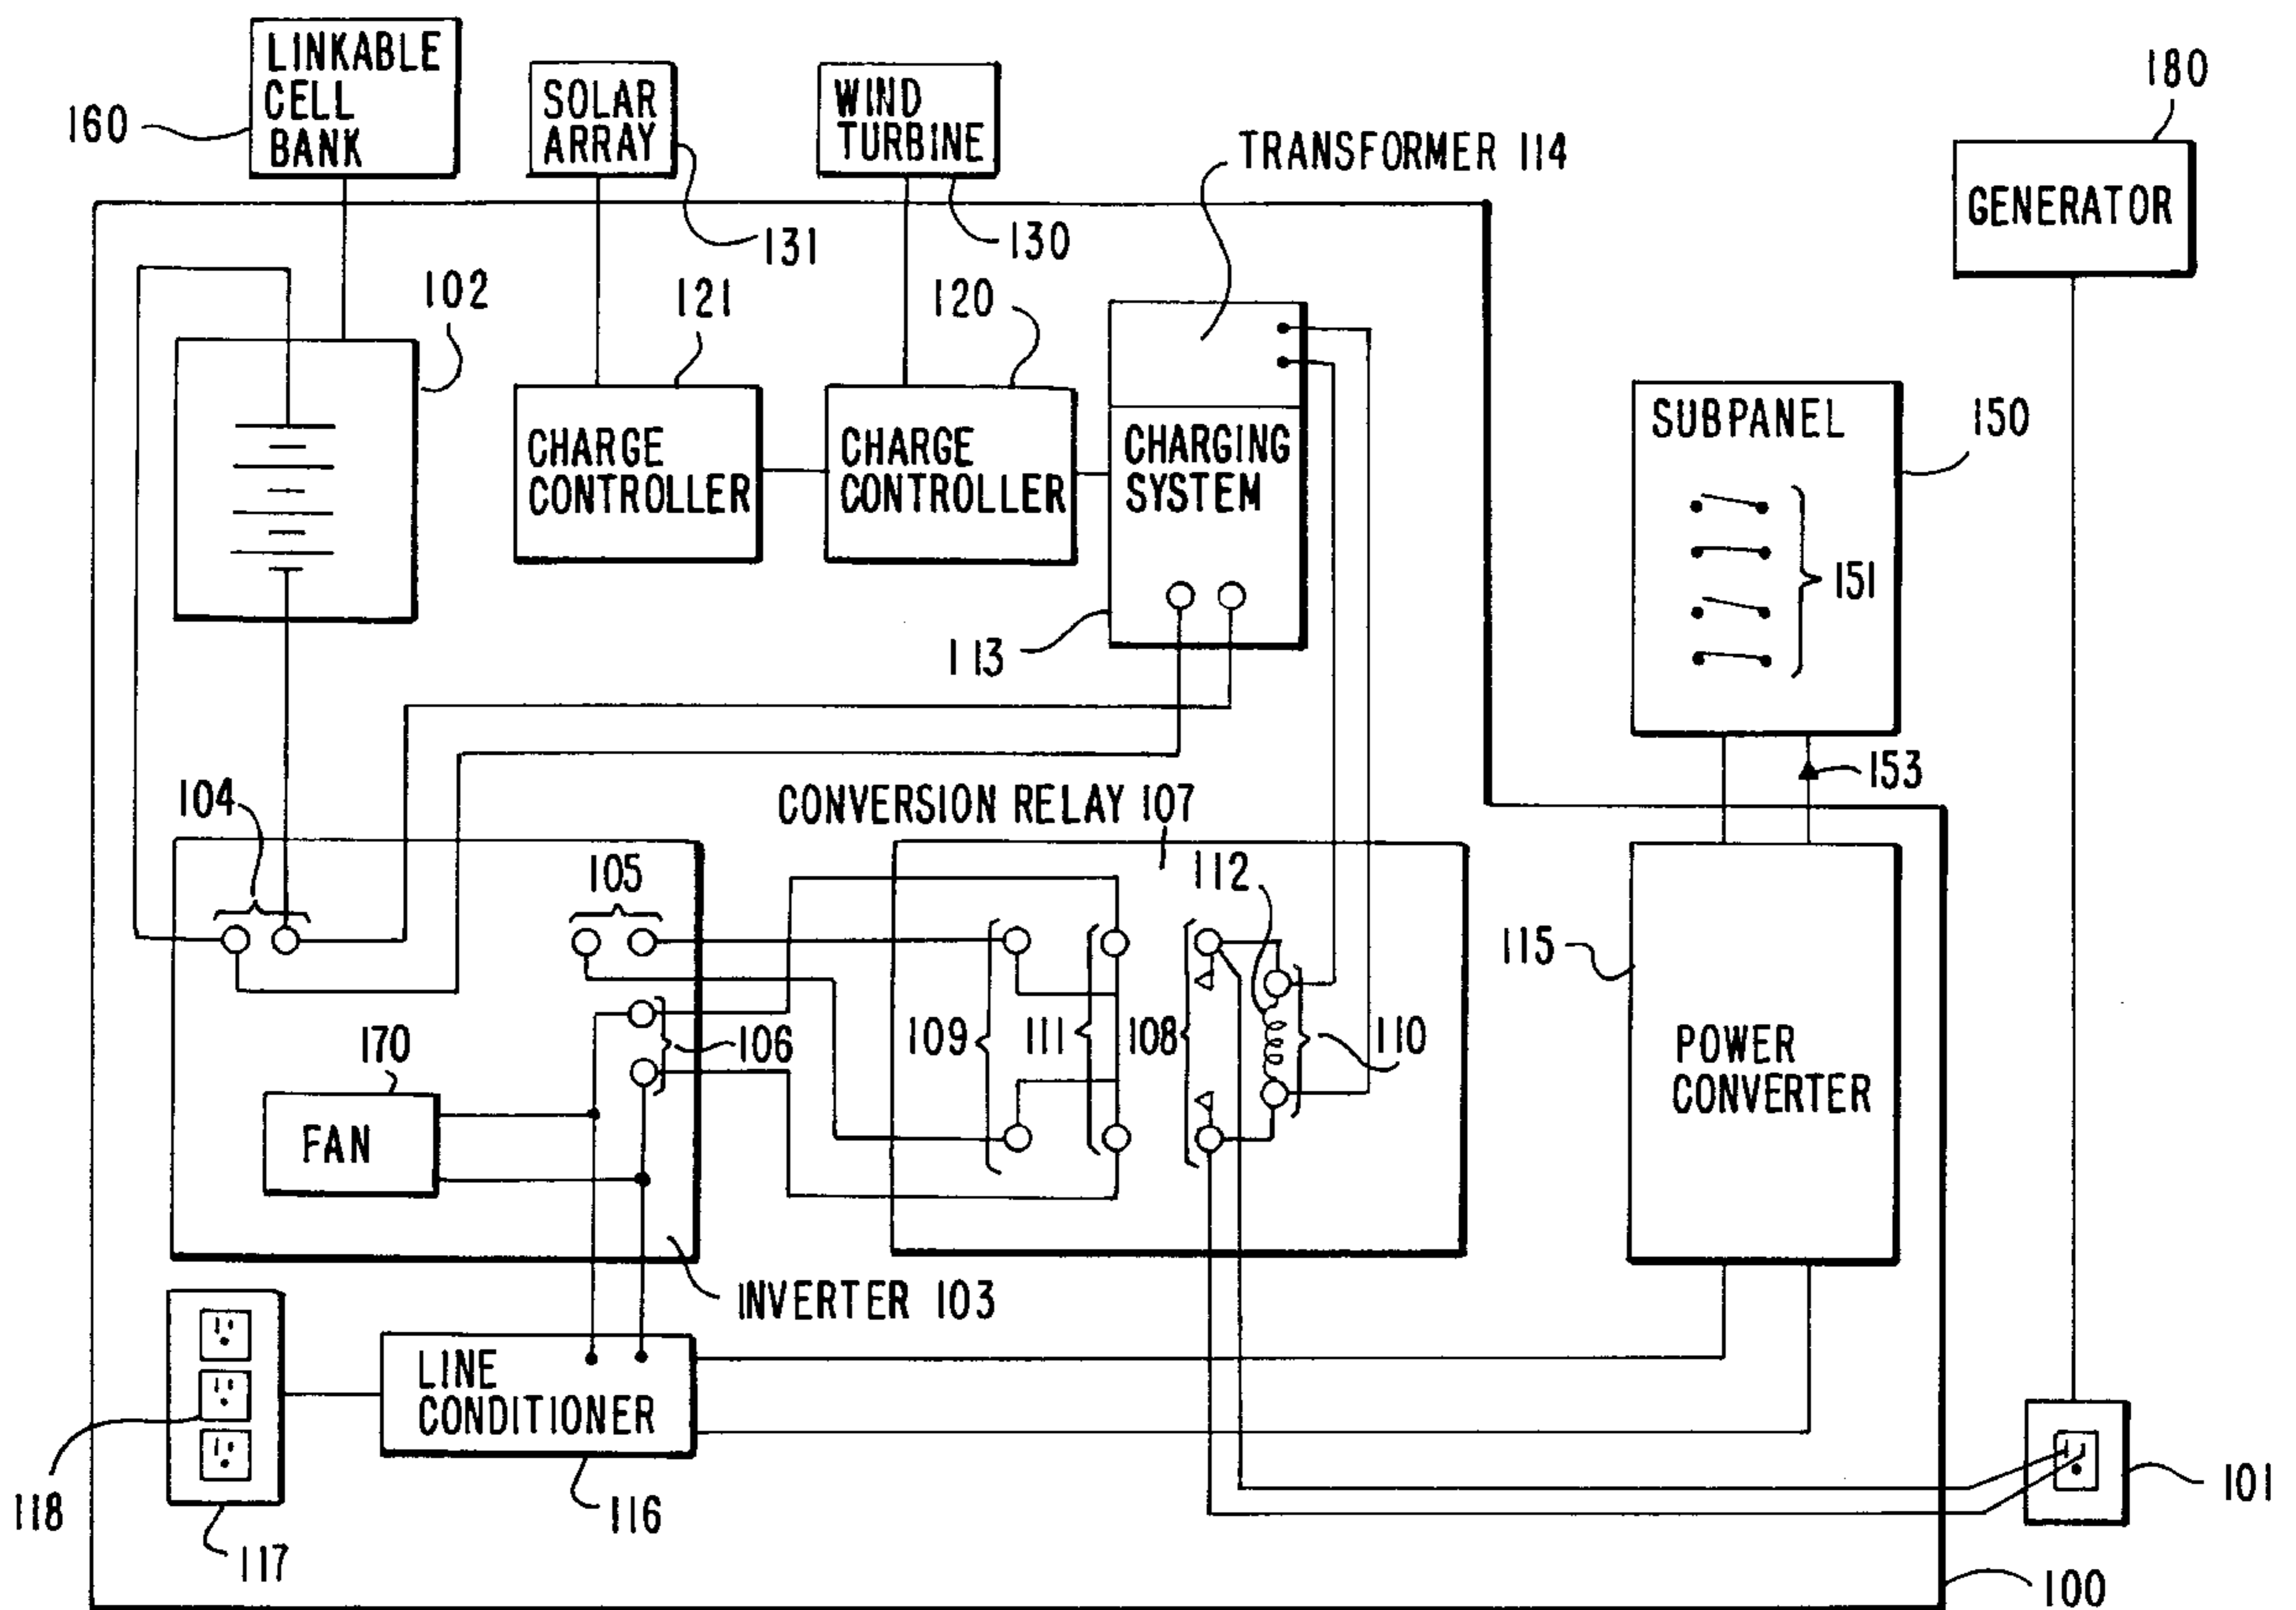 LINKABLE
CELL
BANK
160
SOLAR
ARRAY
131
WIND
TURBINE
130
TRANSFORMER 114
180
GENERATOR
102
121
120
CHARGE
CONTROLLER
CHARGE
CONTROLLER
CHARGING
SYSTEM
113
SUBPANEL
150
151
153
104
CONVERSION RELAY 107
105
112
109
111
108
110
106
115
POWER
CONVERTER
170
FAN
INVERTER 103
LINE
CONDITIONER
116
118
117
101
100